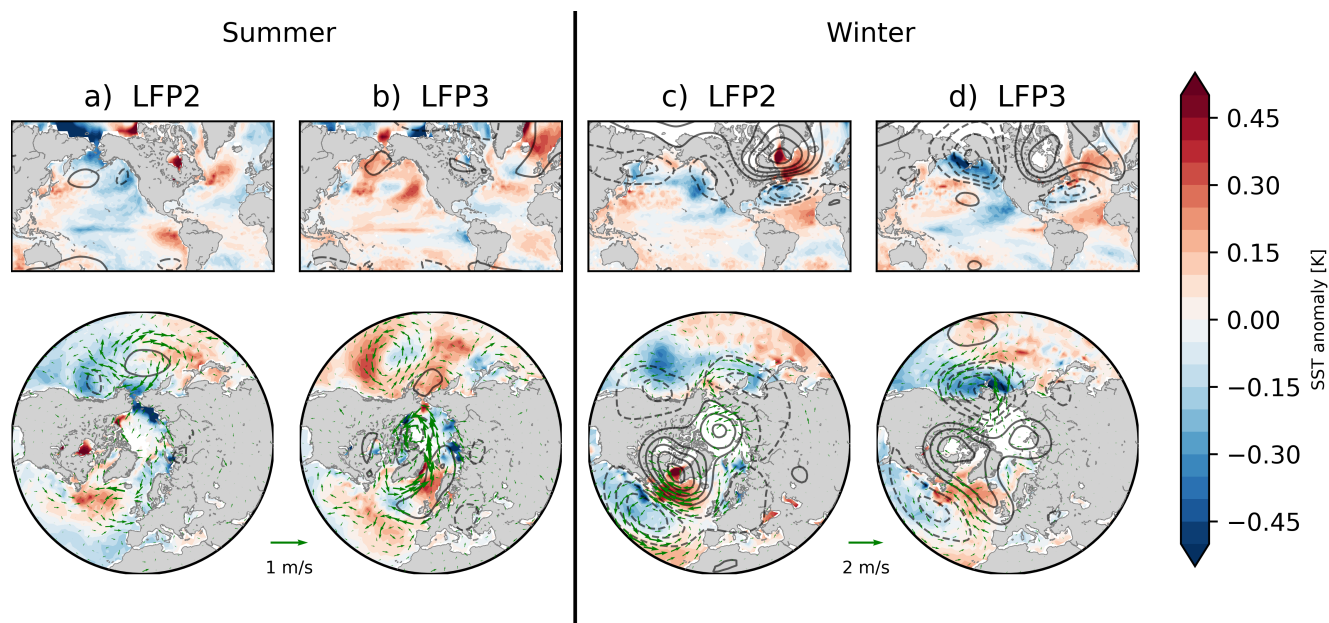 Summer
Winter
a) LFP2
b) LFP3
c) LFP2
d) LFP3
0.45
0.30
0.15
0.00
−0.15
−0.30
−0.45
SST anomaly [K]
1 m/s
2 m/s